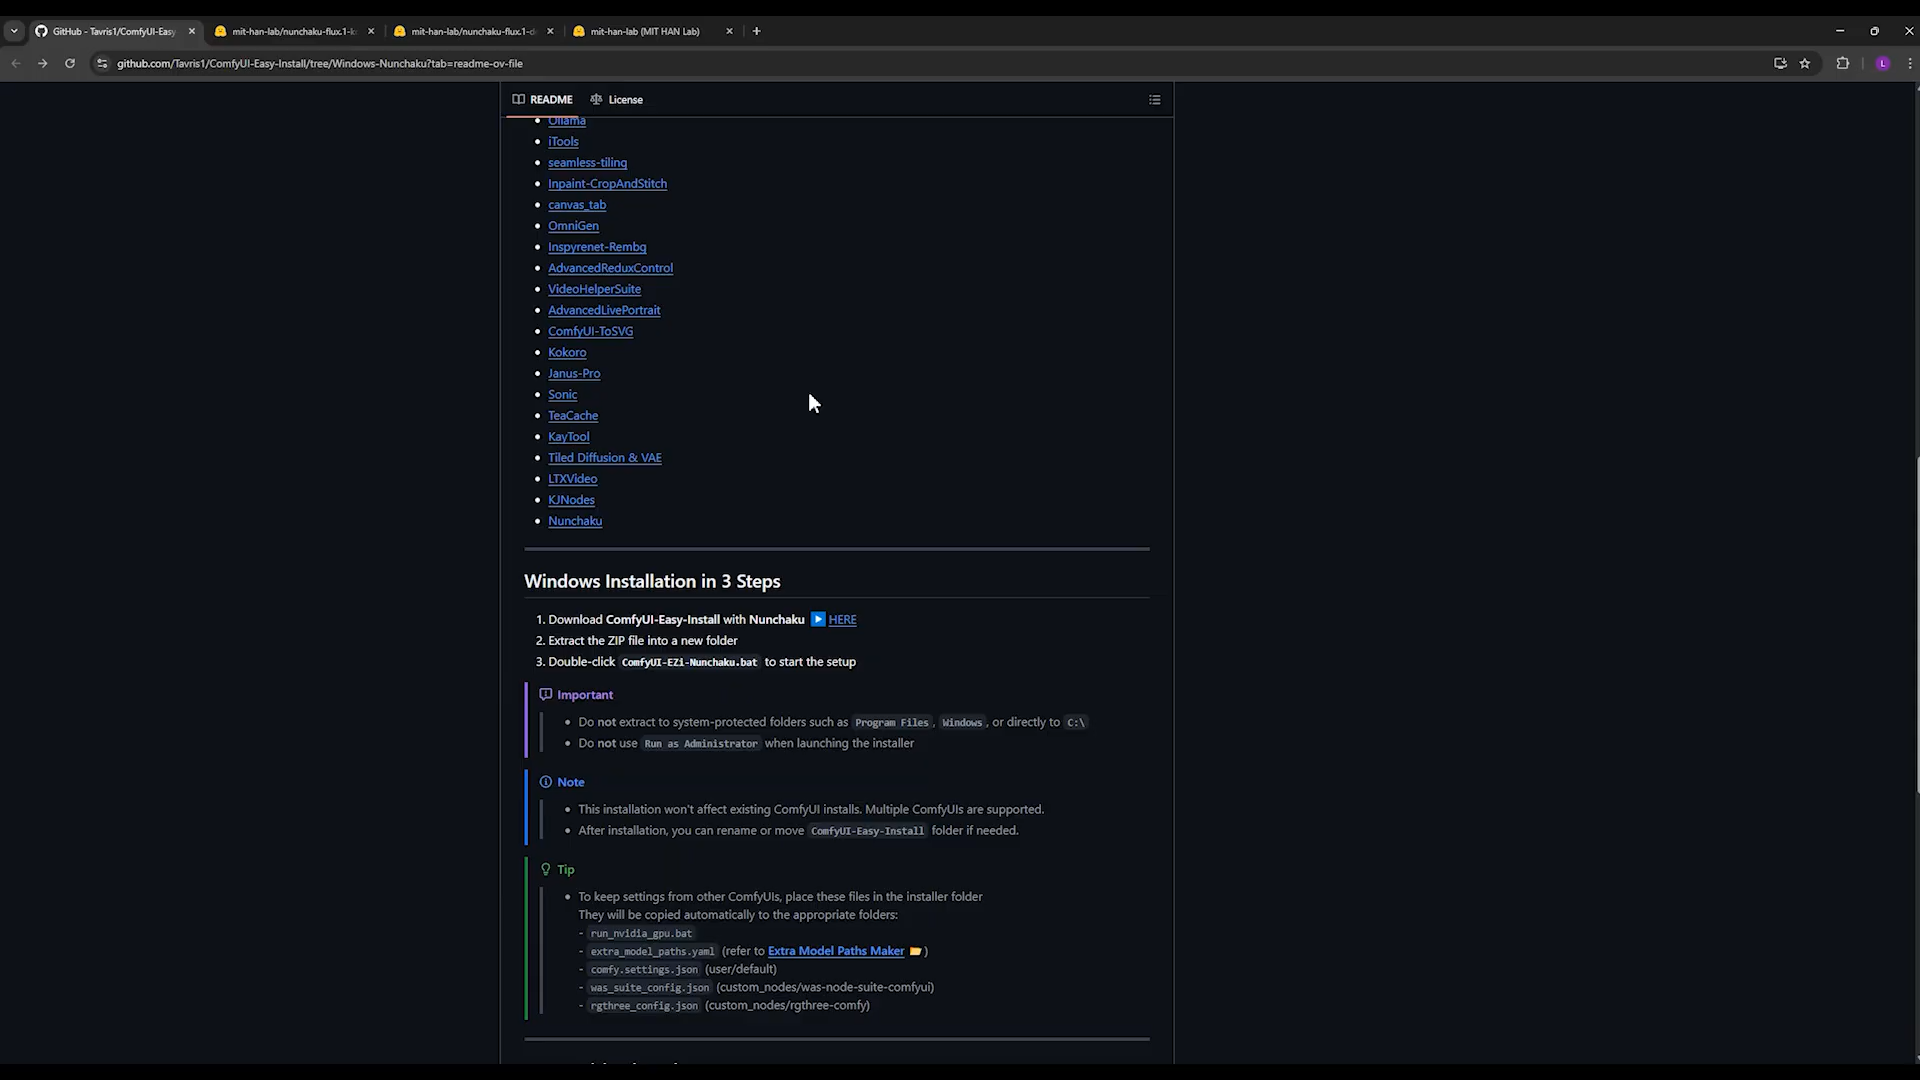 GitHub - Tavris1/ComfyUI-Easy
mit-han-lab/nunchaku-flux.1-k
mit-han-lab/nunchaku-flux.1-d
mit-han-lab (MIT HAN Lab)
github.com/Tavris1/ComfyUI-Easy-Install/tree/Windows-Nunchaku?tab=readme-ov-file
L
README
License
Ollama
iTools
seamless-tiling
Inpaint-CropAndStitch
canvas_tab
OmniGen
Inspyrenet-Rembg
AdvancedReduxControl
VideoHelperSuite
AdvancedLivePortrait
ComfyUI-ToSVG
Kokoro
Janus-Pro
Sonic
TeaCache
KayTool
Tiled Diffusion & VAE
LTXVideo
KJNodes
Nunchaku
Windows Installation in 3 Steps
1. Download ComfyUI-Easy-Install with Nunchaku ▶️ HERE
2. Extract the ZIP file into a new folder
3. Double-click ComfyUI-EZi-Nunchaku.bat to start the setup
Important
Do not extract to system-protected folders such as Program Files, Windows, or directly to C:\
Do not use Run as Administrator when launching the installer
Note
This installation won't affect existing ComfyUI installs. Multiple ComfyUIs are supported.
After installation, you can rename or move ComfyUI-Easy-Install folder if needed.
Tip
To keep settings from other ComfyUIs, place these files in the installer folder
They will be copied automatically to the appropriate folders:
- run_nvidia_gpu.bat
- extra_model_paths.yaml (refer to Extra Model Paths Maker 📂)
- comfy.settings.json (user/default)
- was_suite_config.json (custom_nodes/was-node-suite-comfyui)
- rgthree_config.json (custom_nodes/rgthree-comfy)